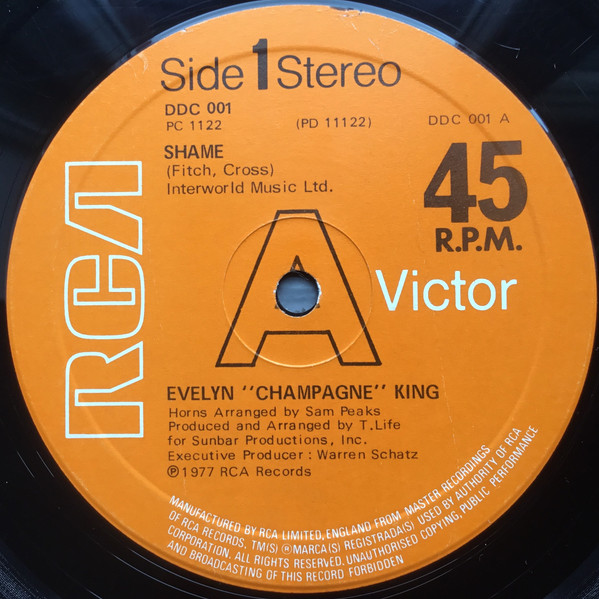 Side 1 Stereo
DDC 001
PC 1122 (PD 11122) DDC 001 A
SHAME
(Fitch, Cross)
Interworld Music Ltd.
45
R.P.M.
RCA
A
A
Victor
EVELYN "CHAMPAGNE" KING
Horns Arranged by Sam Peaks
Produced and Arranged by T.Life
for Sunbar Productions, Inc.
Executive Producer : Warren Schatz
Ⓟ1977 RCA Records
MANUFACTURED BY RCA LIMITED, ENGLAND FROM MASTER RECORDINGS
OF RCA RECORDS. TM(S) ® MARCA(S) REGISTRADA(S) USED BY AUTHORITY OF RCA
CORPORATION. ALL RIGHTS RESERVED. UNAUTHORISED COPYING, PUBLIC PERFORMANCE
AND BROADCASTING OF THIS RECORD FORBIDDEN